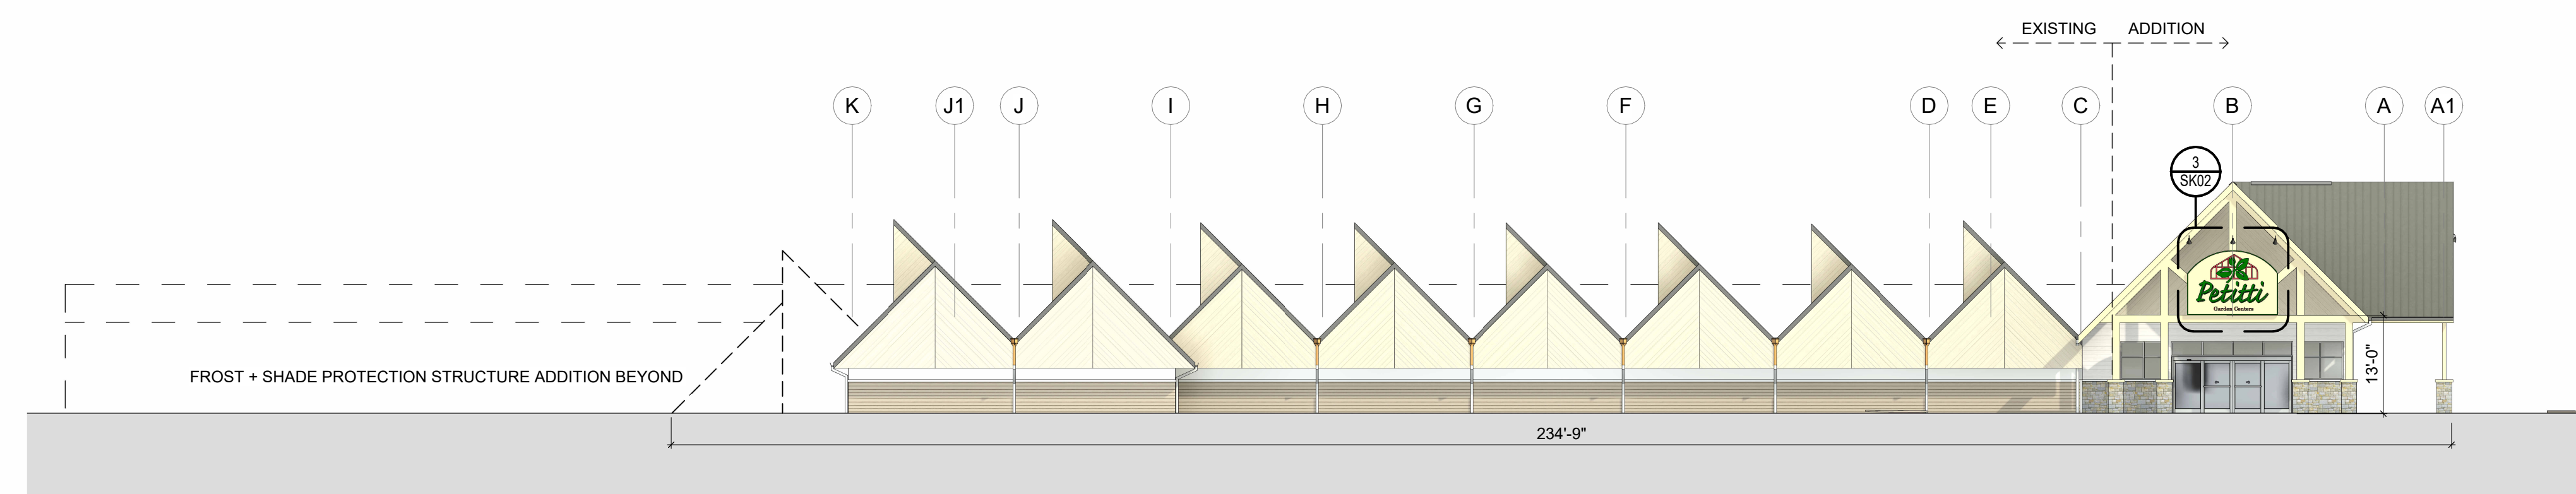 EXISTING ADDITION
K J1 J I H G F D E C B A A1
3
SK02
Petitti
Garden Centers
13'-0"
FROST + SHADE PROTECTION STRUCTURE ADDITION BEYOND
234'-9"